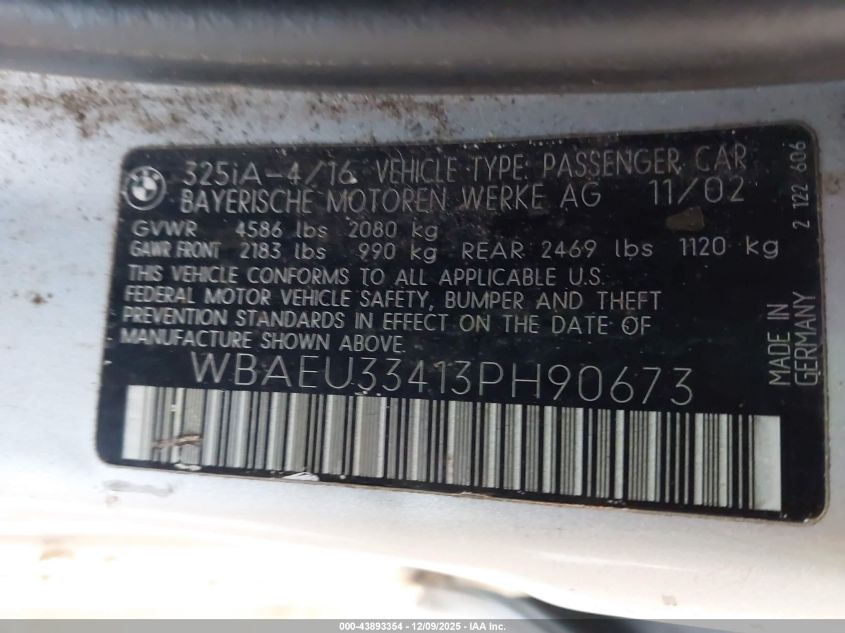 325iA-4/16 VEHICLE TYPE: PASSENGER CAR
BAYERISCHE MOTOREN WERKE AG 11/02
GVWR 4586 lbs 2080 kg
GAWR FRONT 2183 lbs 990 kg REAR 2469 lbs 1120 kg
THIS VEHICLE CONFORMS TO ALL APPLICABLE U.S.
FEDERAL MOTOR VEHICLE SAFETY, BUMPER AND THEFT
PREVENTION STANDARDS IN EFFECT ON THE DATE OF
MANUFACTURE SHOWN ABOVE.
WBAEU33413PH90673
2 122 606
MADE IN
GERMANY
000-43893354 - 12/09/2025 - IAA Inc.